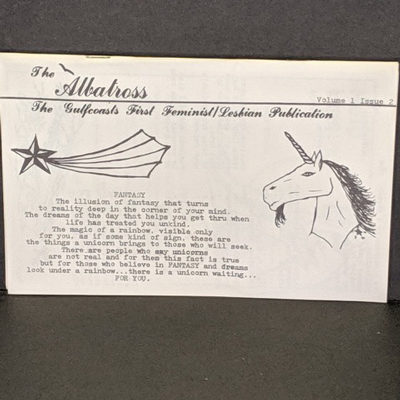 The
Albatross
Volume 1 Issue 2
The Gulfcoasts First Feminist/Lesbian Publication
FANTASY
The illusion of fantasy that turns
to reality deep in the corner of your mind.
The dreams of the day that helps you get thru when
life has treated you unkind.
The magic of a rainbow, visible only
for you, as if some kind of sign, these are
the things a unicorn brings to those who will seek.
There are people who say unicorns
are not real and for them this fact is true
but for those who believe in FANTASY and dreams
look under a rainbow...there is a unicorn waiting...
FOR YOU.